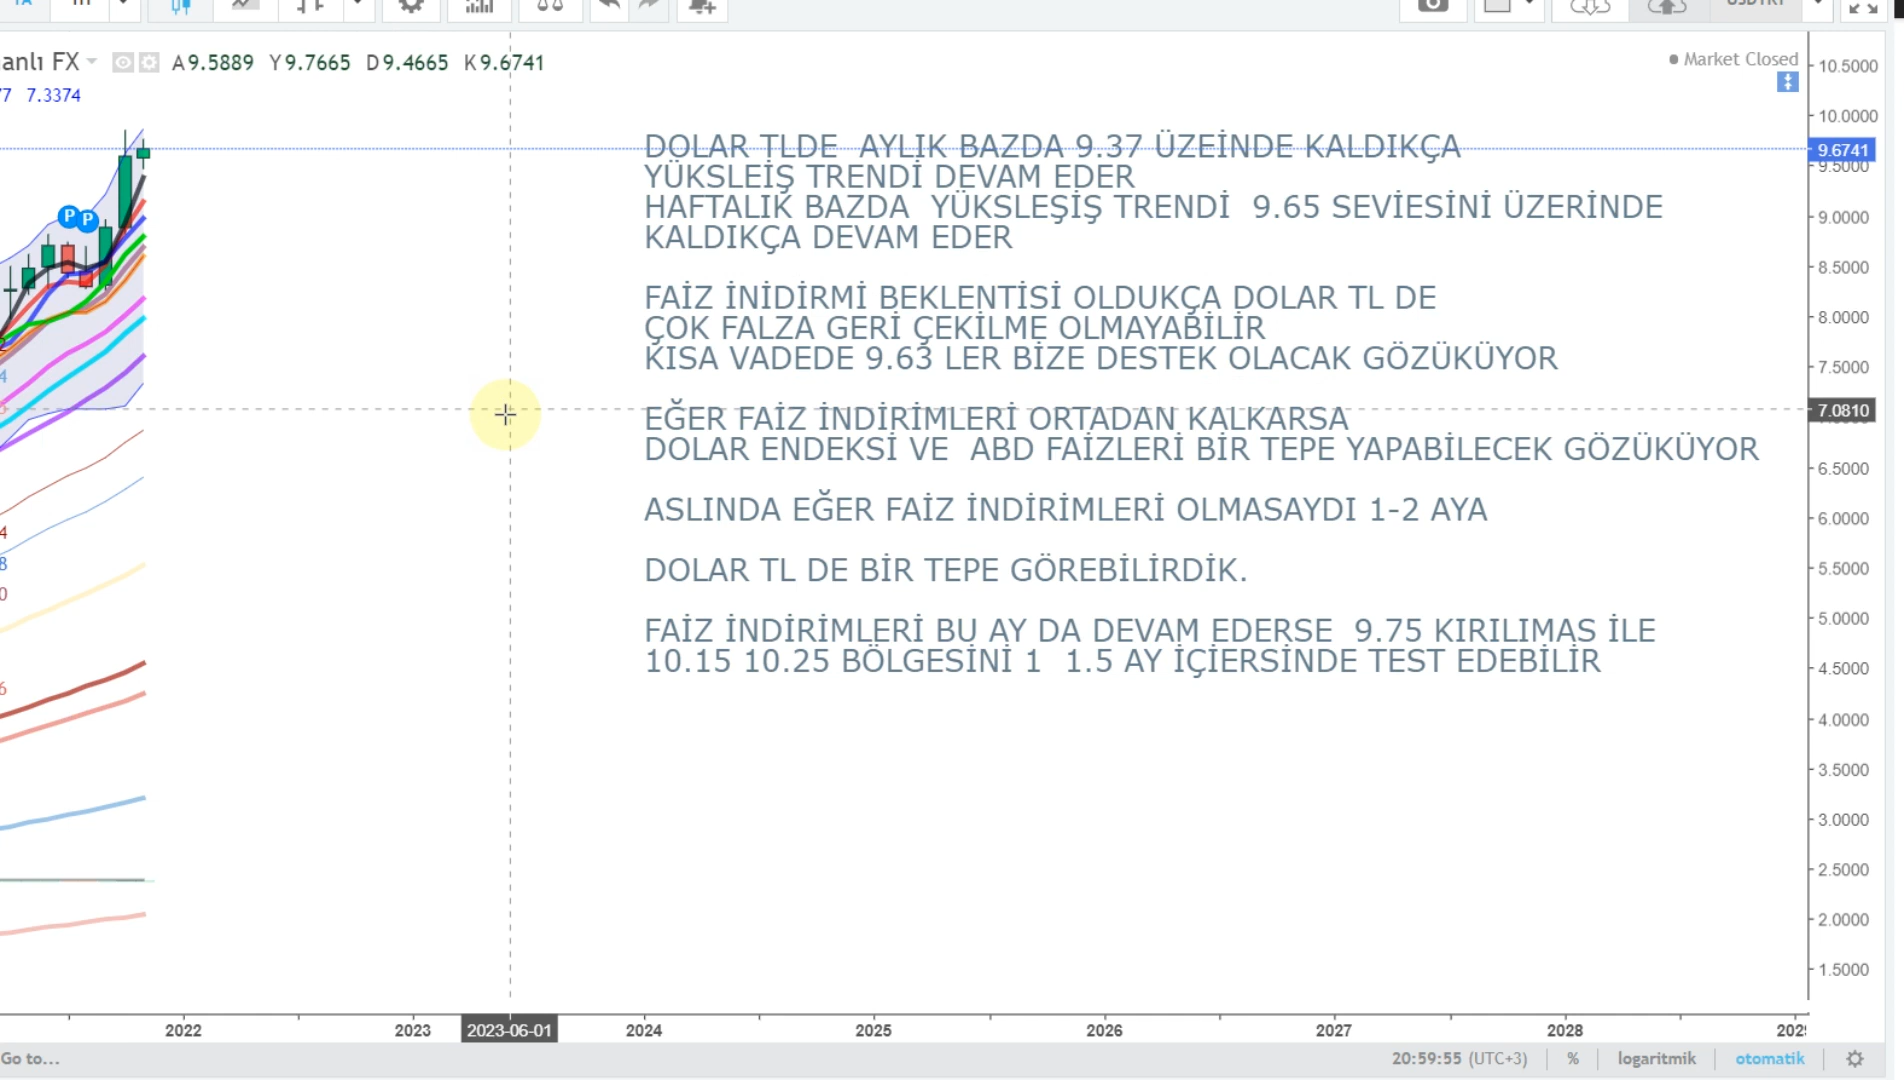 USDTRY
anlı FX A9.5889 Y9.7665 D9.4665 K9.6741
7.3374
Market Closed
DOLAR TLDE AYLIK BAZDA 9.37 ÜZEİNDE KALDIKÇA
YÜKSLEİŞ TRENDİ DEVAM EDER
HAFTALIK BAZDA YÜKSLEŞİŞ TRENDİ 9.65 SEVİESİNİ ÜZERİNDE
KALDIKÇA DEVAM EDER
FAİZ İNİDİRMİ BEKLENTİSİ OLDUKÇA DOLAR TL DE
ÇOK FALZA GERİ ÇEKİLME OLMAYABİLİR
KISA VADEDE 9.63 LER BİZE DESTEK OLACAK GÖZÜKÜYOR
EĞER FAİZ İNDİRİMLERİ ORTADAN KALKARSA
DOLAR ENDEKSİ VE ABD FAİZLERİ BİR TEPE YAPABİLECEK GÖZÜKÜYOR
ASLINDA EĞER FAİZ İNDİRİMLERİ OLMASAYDI 1-2 AYA
DOLAR TL DE BİR TEPE GÖREBİLİRDİK.
FAİZ İNDİRİMLERİ BU AY DA DEVAM EDERSE 9.75 KIRILIMAS İLE
10.15 10.25 BÖLGESİNİ 1 1.5 AY İÇİERSİNDE TEST EDEBİLİR
P P
10.5000
10.0000
9.6741
9.5000
9.0000
8.5000
8.0000
7.5000
7.0810
6.5000
6.0000
5.5000
5.0000
4.5000
4.0000
3.5000
3.0000
2.5000
2.0000
1.5000
2022 2023 2023-06-01 2024 2025 2026 2027 2028
Go to... 20:59:55 (UTC+3) % logaritmik otomatik